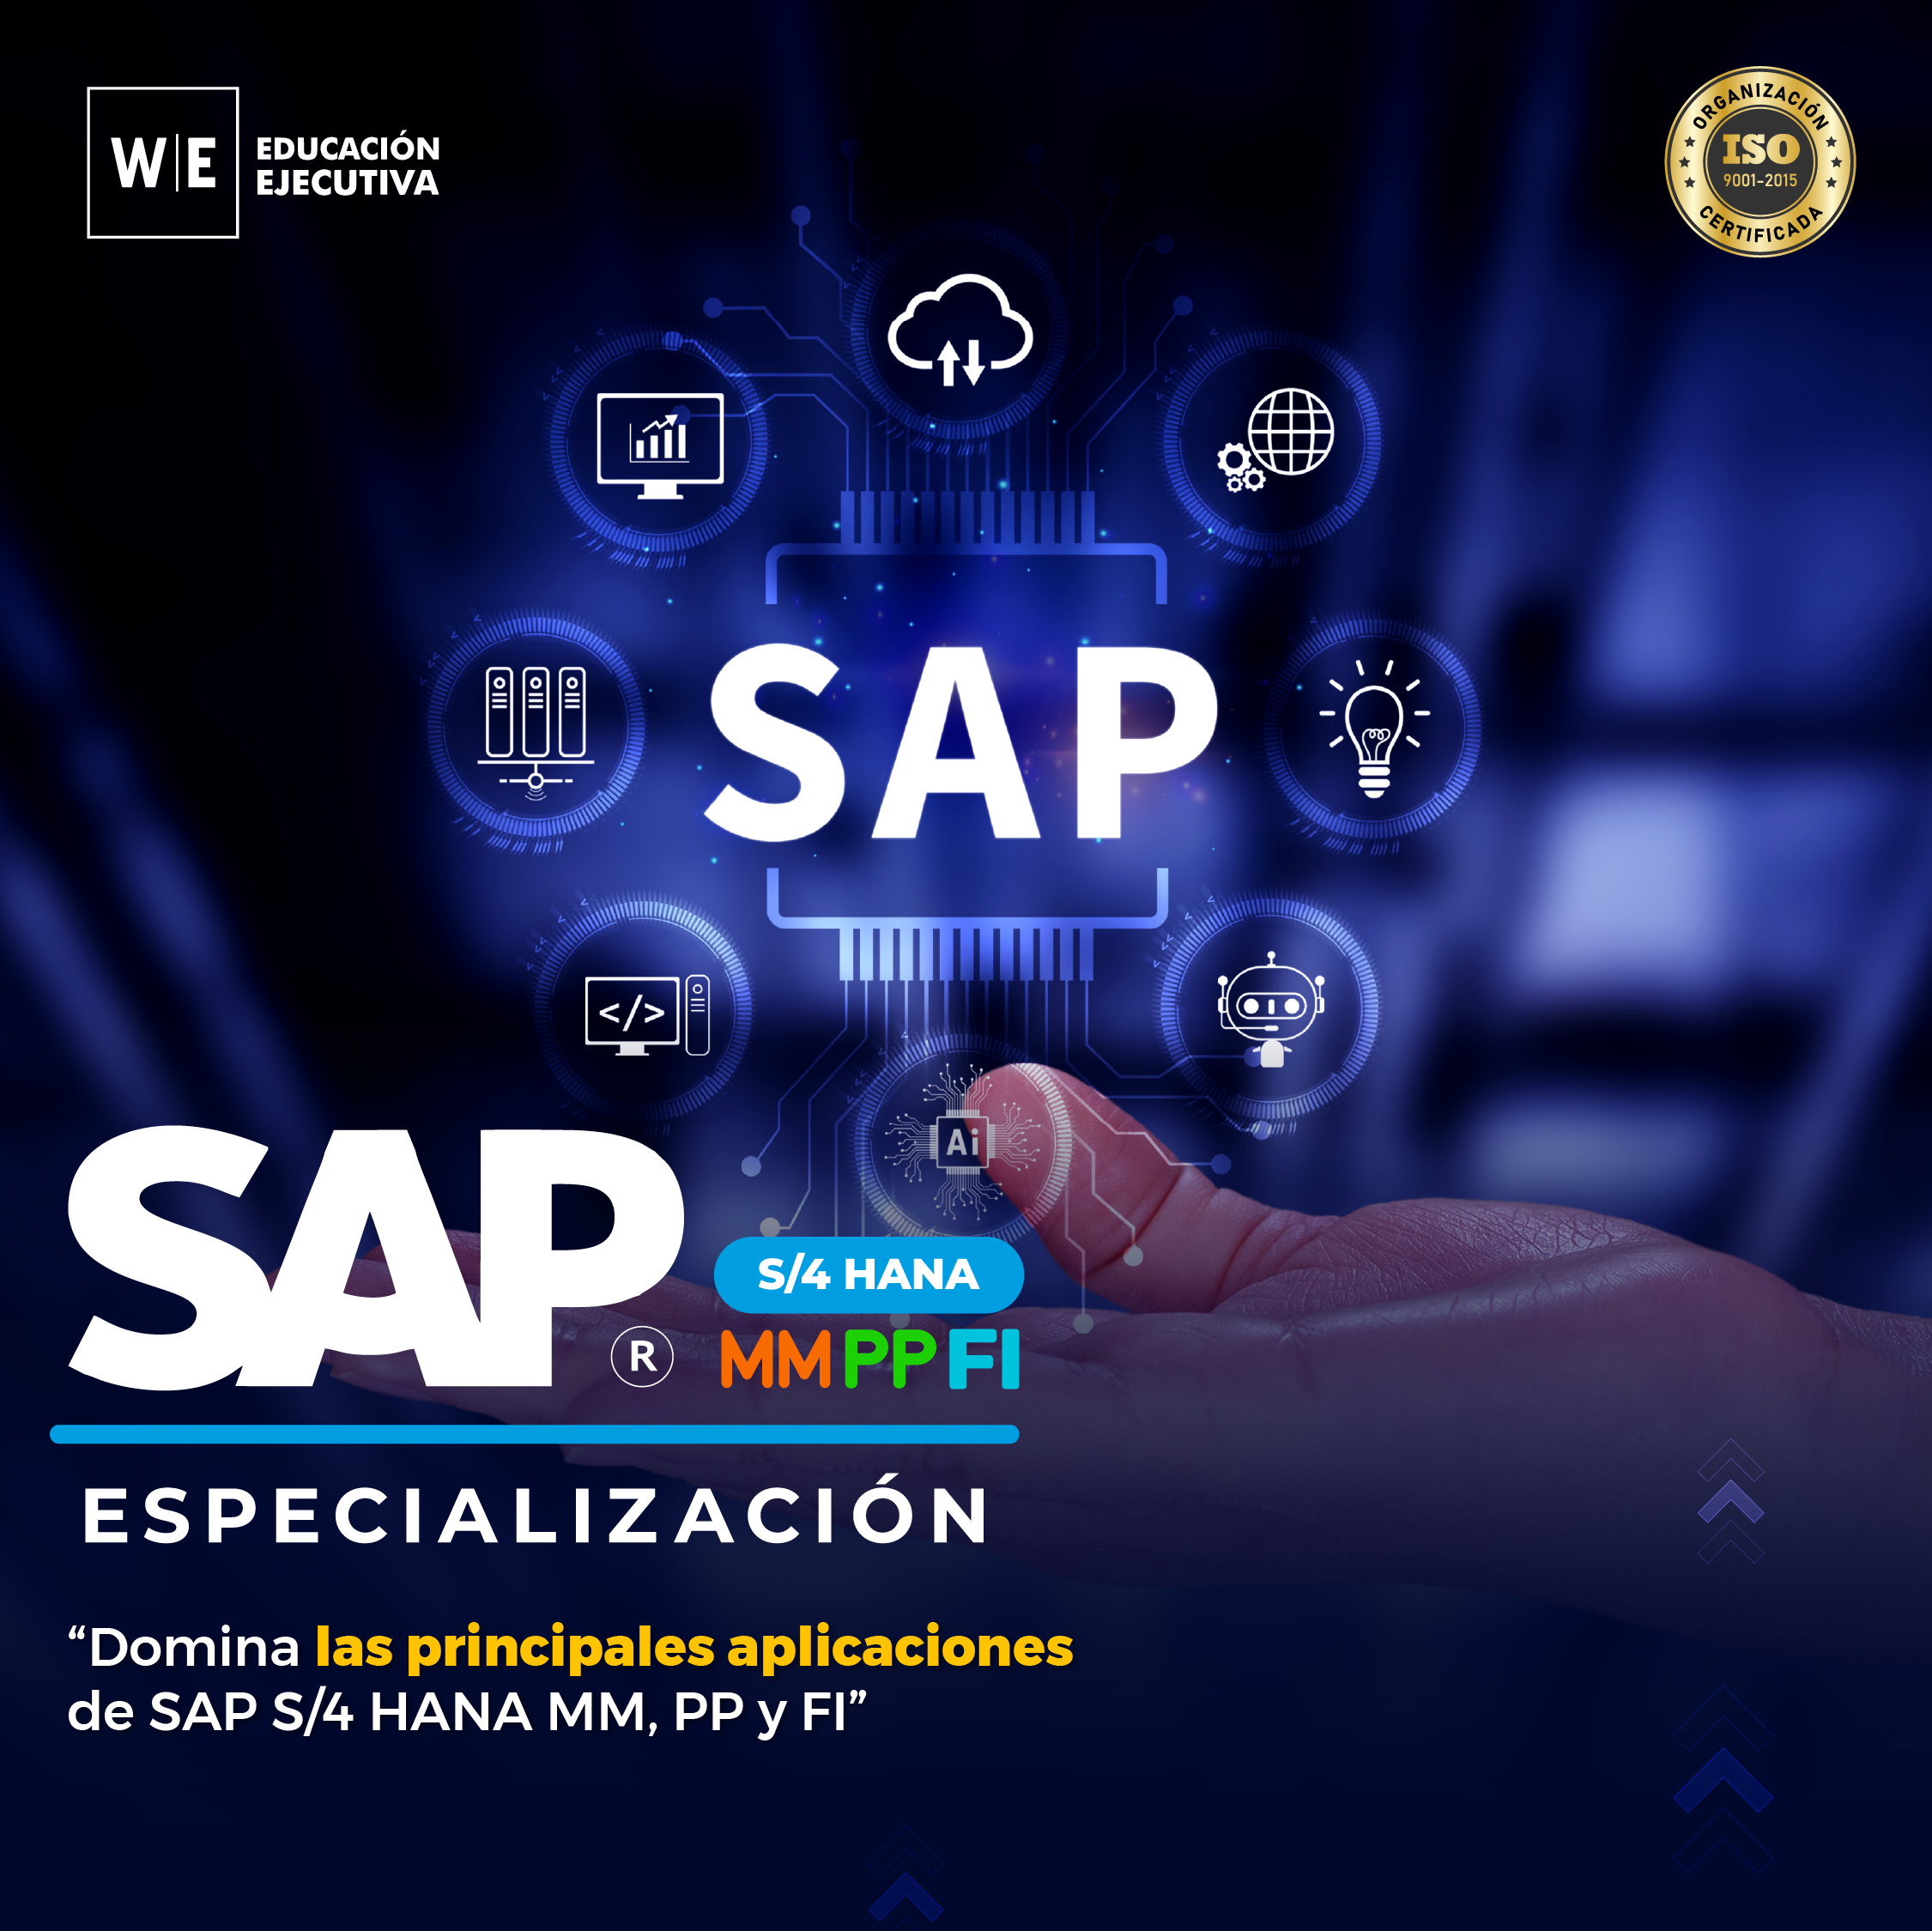 W|E EDUCACIÓN
EJECUTIVA
ORGANIZACIÓN
ISO
9001-2015
CERTIFICADA
SAP
</>
Ai
SAP®
S/4 HANA
MM PP FI
ESPECIALIZACIÓN
“Domina las principales aplicaciones
de SAP S/4 HANA MM, PP y FI”